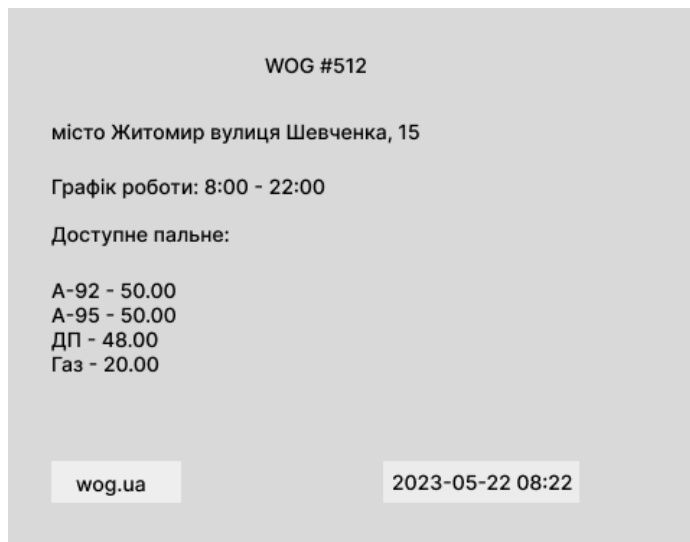 WOG #512
місто Житомир вулиця Шевченка, 15
Графік роботи: 8:00 - 22:00
Доступне пальне:
А-92 - 50.00
А-95 - 50.00
ДП - 48.00
Газ - 20.00
wog.ua
2023-05-22 08:22